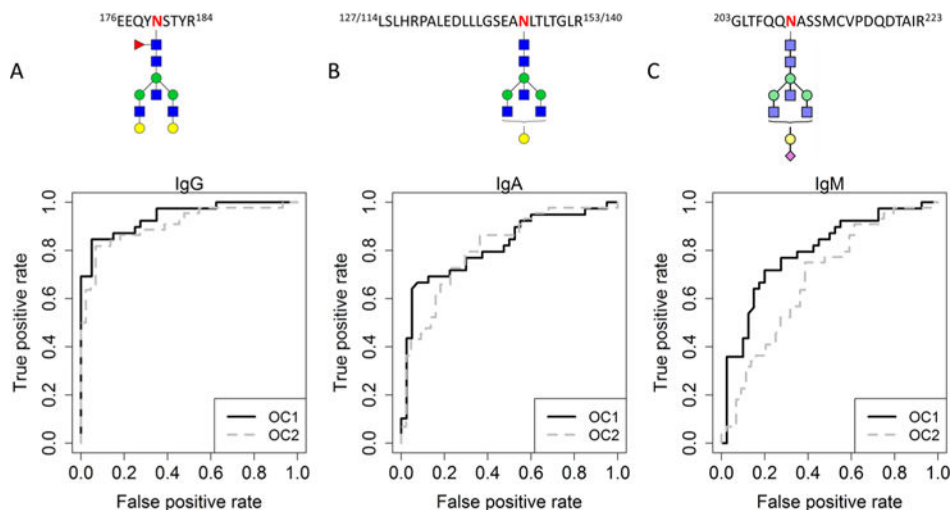 176EEQYNSTYR184
127/114LSLHRPALEDLLLGSEANLTLTGLR153/140
203GLTFQQNASSMCVPDQDTAIR223
A
B
C
IgG
IgA
IgM
True positive rate
0.0 0.2 0.4 0.6 0.8 1.0
OC1
OC2
0.0 0.2 0.4 0.6 0.8 1.0
False positive rate
True positive rate
0.0 0.2 0.4 0.6 0.8 1.0
OC1
OC2
0.0 0.2 0.4 0.6 0.8 1.0
False positive rate
True positive rate
0.0 0.2 0.4 0.6 0.8 1.0
OC1
OC2
0.0 0.2 0.4 0.6 0.8 1.0
False positive rate